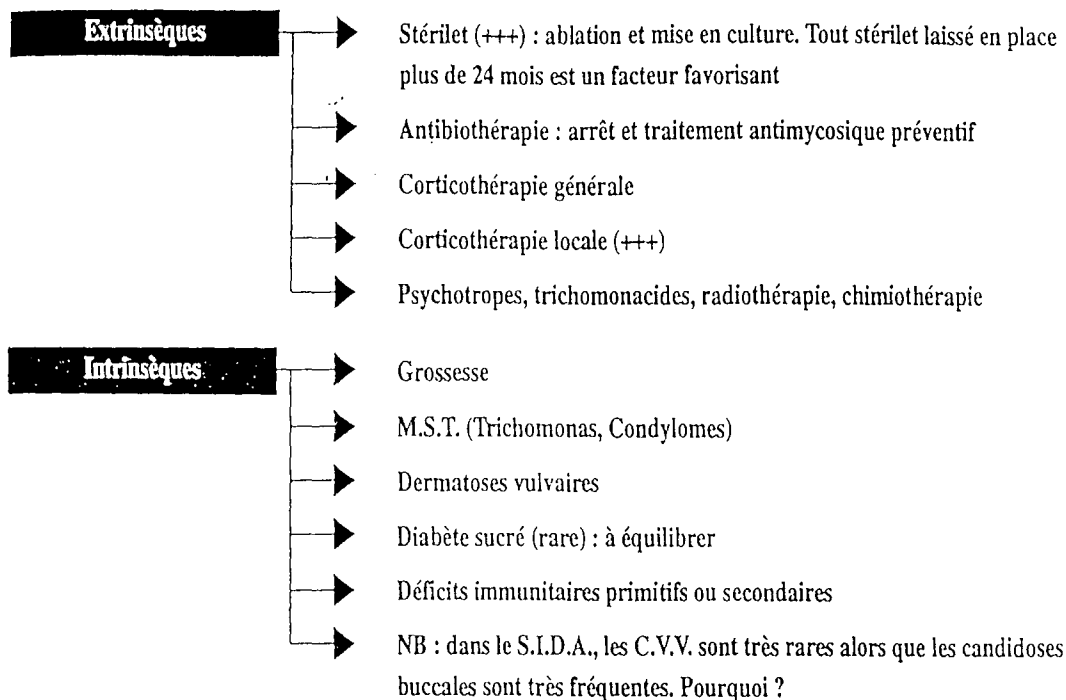 Extrinsèques
Stérilet (+++) : ablation et mise en culture. Tout stérilet laissé en place
plus de 24 mois est un facteur favorisant
Antibiothérapie : arrêt et traitement antimycosique préventif
Corticothérapie générale
Corticothérapie locale (+++)
Psychotropes, trichomonacides, radiothérapie, chimiothérapie
Intrinsèques
Grossesse
M.S.T. (Trichomonas, Condylomes)
Dermatoses vulvaires
Diabète sucré (rare) : à équilibrer
Déficits immunitaires primitifs ou secondaires
NB : dans le S.I.D.A., les C.V.V. sont très rares alors que les candidoses
buccales sont très fréquentes. Pourquoi ?